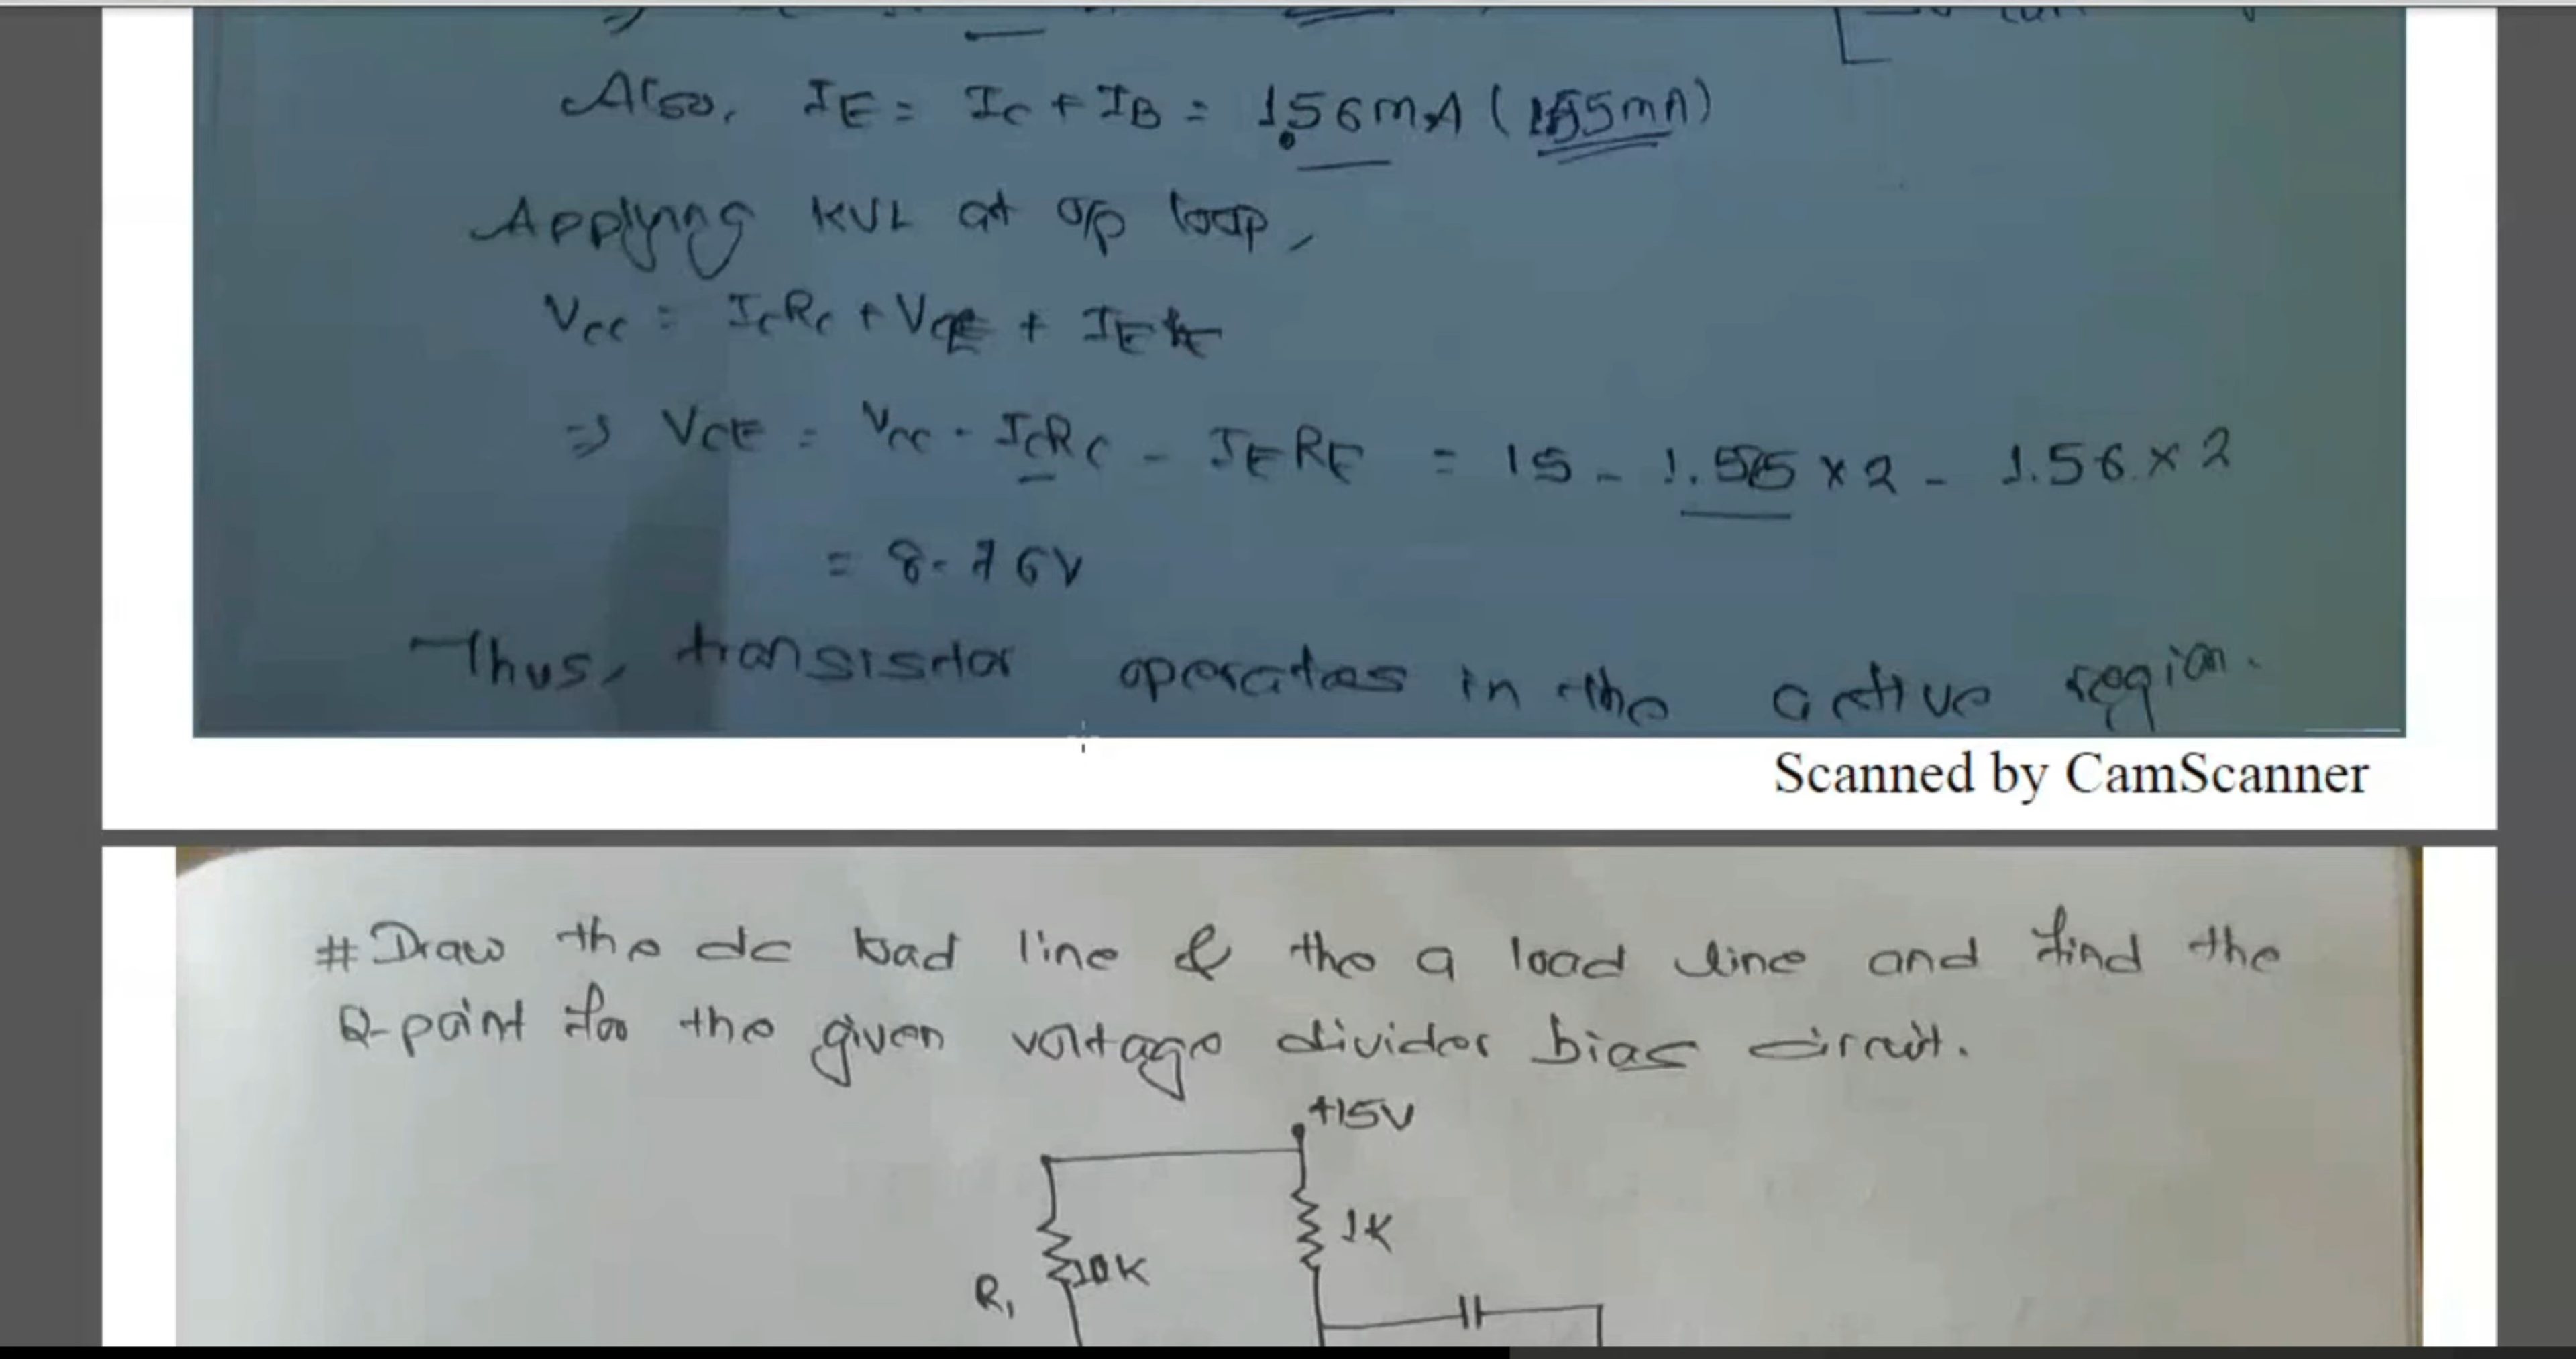 Also, IE = IC + IB = 1.56mA (1.55mA)
Applying KVL at o/p loop,
VCC = ICRC + VCE + IERE
⇒ VCE = VCC - ICRC - IERE = 15 - 1.55 × 2 - 1.56 × 2
= 8.76V
Thus, transistor operates in the active region.
Scanned by CamScanner
# Draw the dc load line & the a load line and find the
Q-point for the given voltage divider bias circuit.
+15V
1K
10K
R1